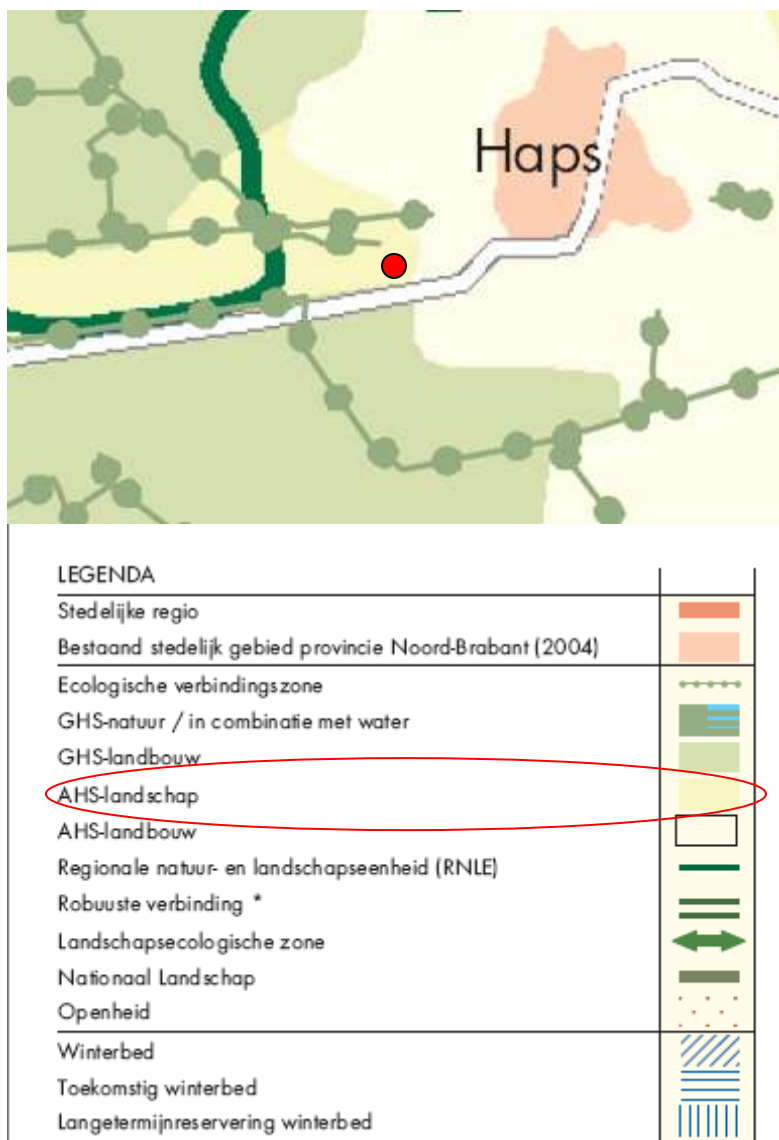 Haps
LEGENDA
Stedelijke regio
Bestaand stedelijk gebied provincie Noord-Brabant (2004)
Ecologische verbindingszone
GHS-natuur / in combinatie met water
GHS-landbouw
AHS-landschap
AHS-landbouw
Regionale natuur- en landschapseenheid (RNLE)
Robuuste verbinding *
Landschapsecologische zone
Nationaal Landschap
Openheid
Winterbed
Toekomstig winterbed
Langetermijnreservering winterbed